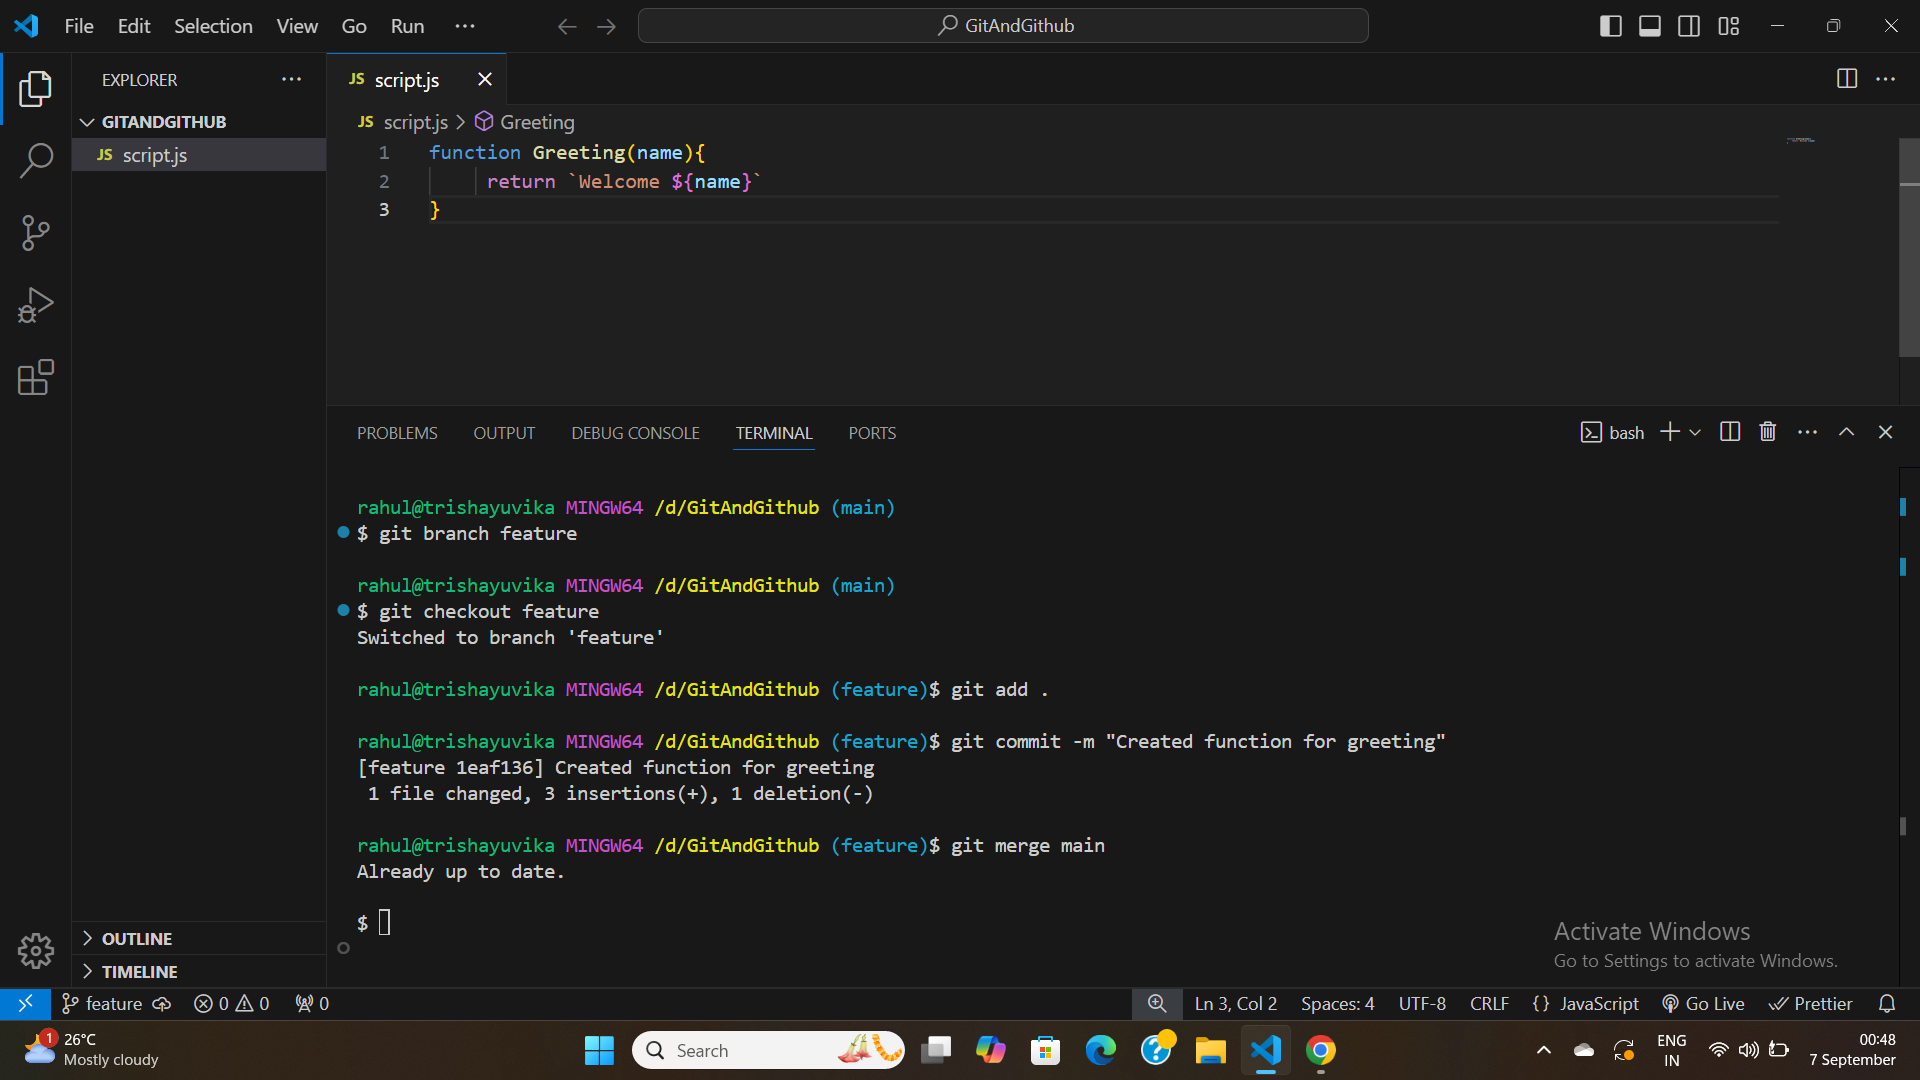 File Edit Selection View Go Run ··· GitAndGithub
EXPLORER ···
GITANDGITHUB
JS script.js
JS script.js
JS script.js > Greeting
1 function Greeting(name){
2 return `Welcome ${name}`
3 }
PROBLEMS OUTPUT DEBUG CONSOLE TERMINAL PORTS bash
rahul@trishayuvika MINGW64 /d/GitAndGithub (main)
$ git branch feature
rahul@trishayuvika MINGW64 /d/GitAndGithub (main)
$ git checkout feature
Switched to branch 'feature'
rahul@trishayuvika MINGW64 /d/GitAndGithub (feature)$ git add .
rahul@trishayuvika MINGW64 /d/GitAndGithub (feature)$ git commit -m "Created function for greeting"
[feature 1eaf136] Created function for greeting
1 file changed, 3 insertions(+), 1 deletion(-)
rahul@trishayuvika MINGW64 /d/GitAndGithub (feature)$ git merge main
Already up to date.
$
OUTLINE
TIMELINE
Activate Windows
Go to Settings to activate Windows.
feature 0 0 0 Ln 3, Col 2 Spaces: 4 UTF-8 CRLF {} JavaScript Go Live Prettier
1 26°C
Mostly cloudy
Search
ENG
IN
00:48
7 September